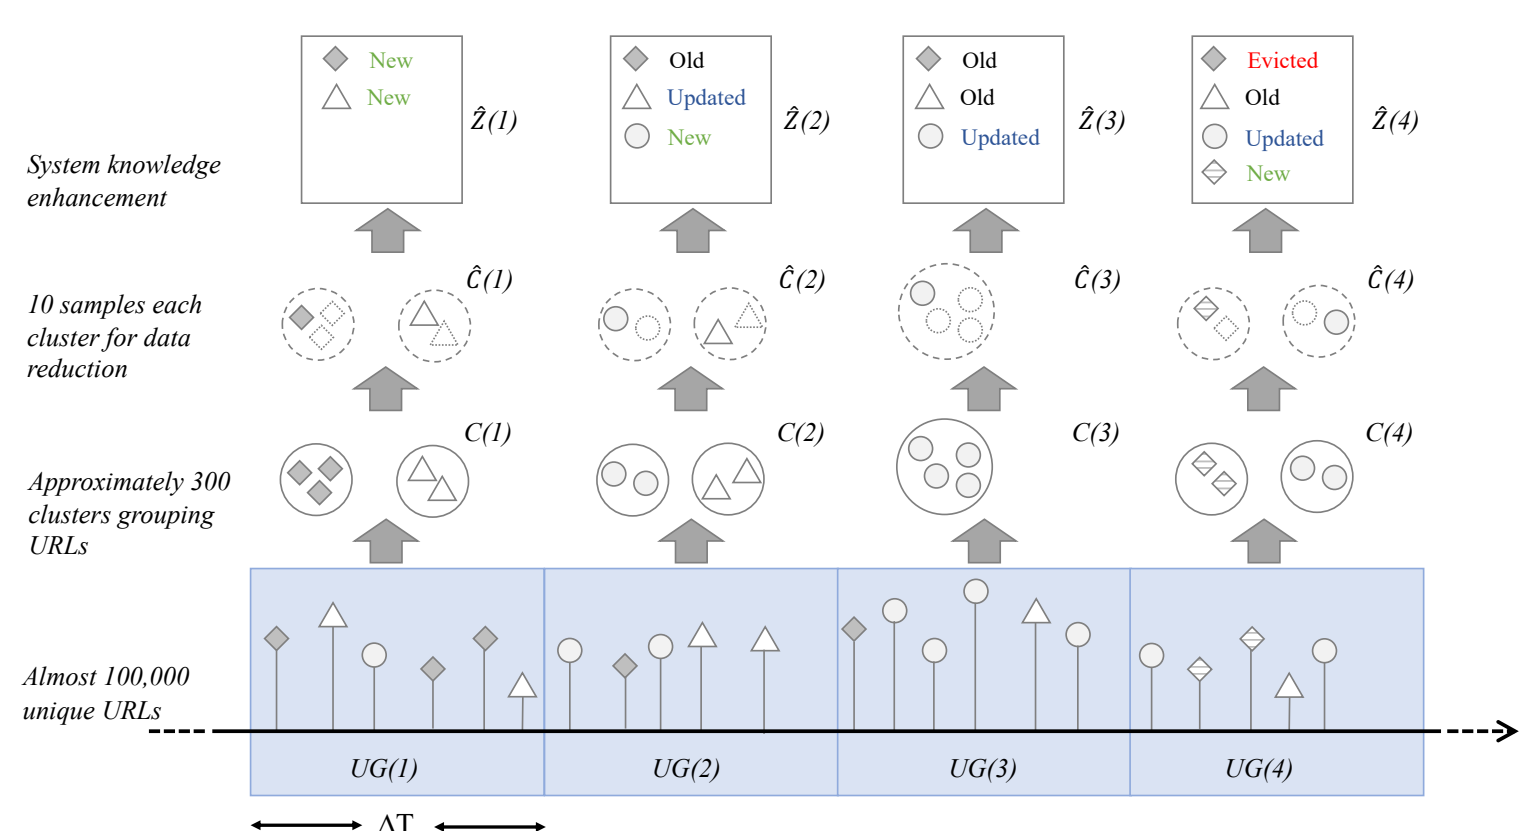 New
New
Ẑ(1)
Old
Updated
New
Ẑ(2)
Old
Old
Updated
Ẑ(3)
Evicted
Old
Updated
New
Ẑ(4)
System knowledge
enhancement
Ĉ(1)
Ĉ(2)
Ĉ(3)
Ĉ(4)
10 samples each
cluster for data
reduction
C(1)
C(2)
C(3)
C(4)
Approximately 300
clusters grouping
URLs
Almost 100,000
unique URLs
UG(1)
UG(2)
UG(3)
UG(4)
ΔT